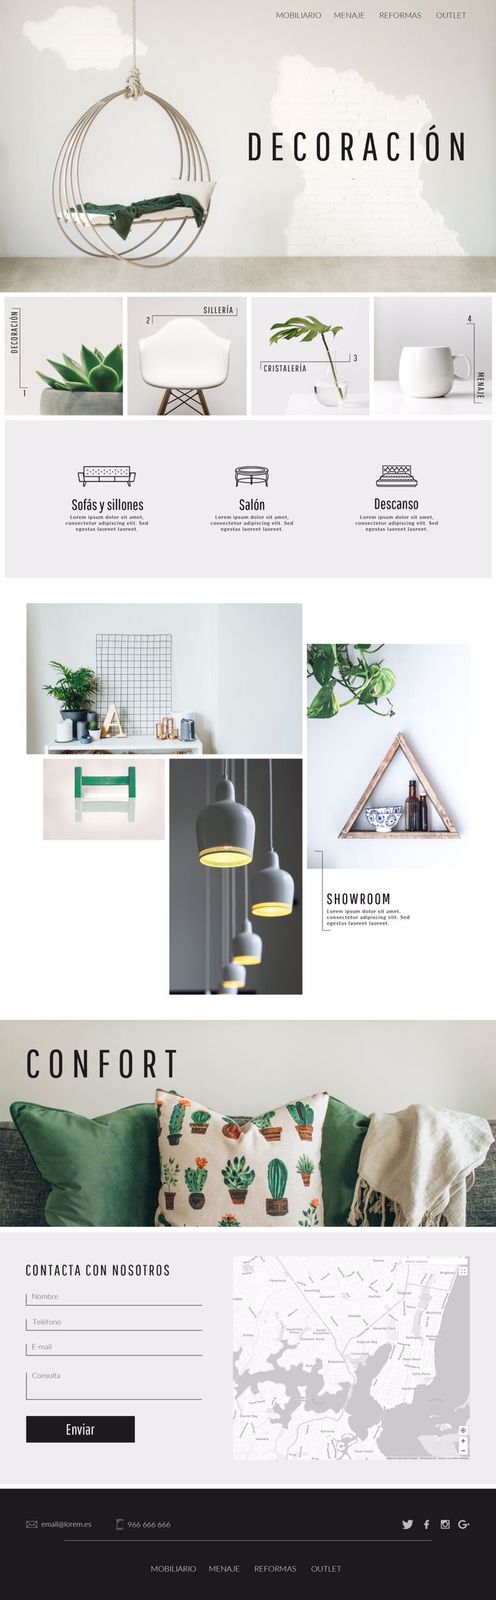 MOBILIARIO MENAJE REFORMAS OUTLET
DECORACIÓN
DECORACIÓN
1
2
SILLERÍA
CRISTALERÍA
3
4
MENAJE
Sofás y sillones
Lorem ipsum dolor sit amet,
consectetur adipiscing elit. Sed
egestas laoreet laoreet.
Salón
Lorem ipsum dolor sit amet,
consectetur adipiscing elit. Sed
egestas laoreet laoreet.
Descanso
Lorem ipsum dolor sit amet,
consectetur adipiscing elit. Sed
egestas laoreet laoreet.
A
SHOWROOM
Lorem ipsum dolor sit amet,
consectetur adipiscing elit. Sed
egestas laoreet laoreet.
CONFORT
CONTACTA CON NOSOTROS
Nombre
Teléfono
E-mail
Consulta
Enviar
email@lorem.es
966 666 666
MOBILIARIO MENAJE REFORMAS OUTLET